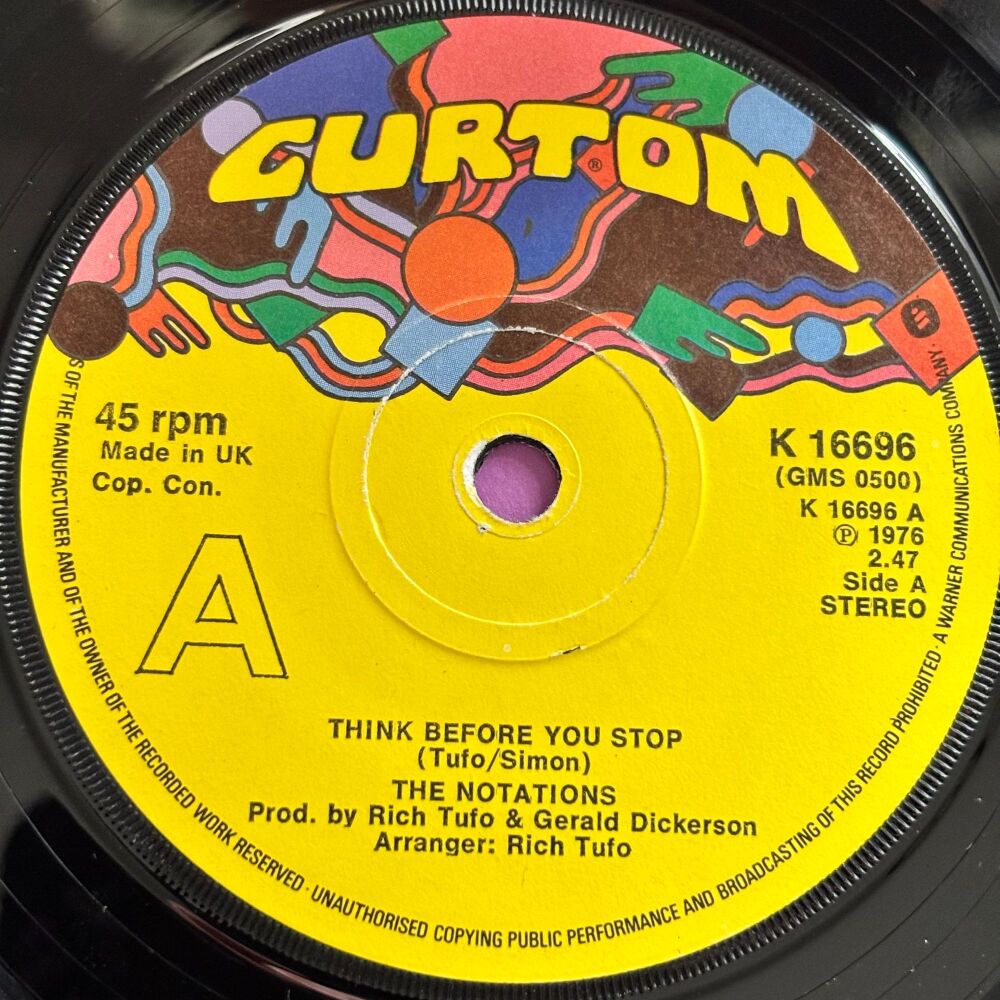 CURTOM
®
45 rpm
Made in UK
Cop. Con.
A
K 16696
(GMS 0500)
K 16696 A
℗ 1976
2.47
Side A
STEREO
THINK BEFORE YOU STOP
(Tufo/Simon)
THE NOTATIONS
Prod. by Rich Tufo & Gerald Dickerson
Arranger: Rich Tufo
S OF THE MANUFACTURER AND OF THE OWNER OF THE RECORDED WORK RESERVED · UNAUTHORISED COPYING PUBLIC PERFORMANCE AND BROADCASTING OF THIS RECORD PROHIBITED · A WARNER COMMUNICATIONS COMPANY.